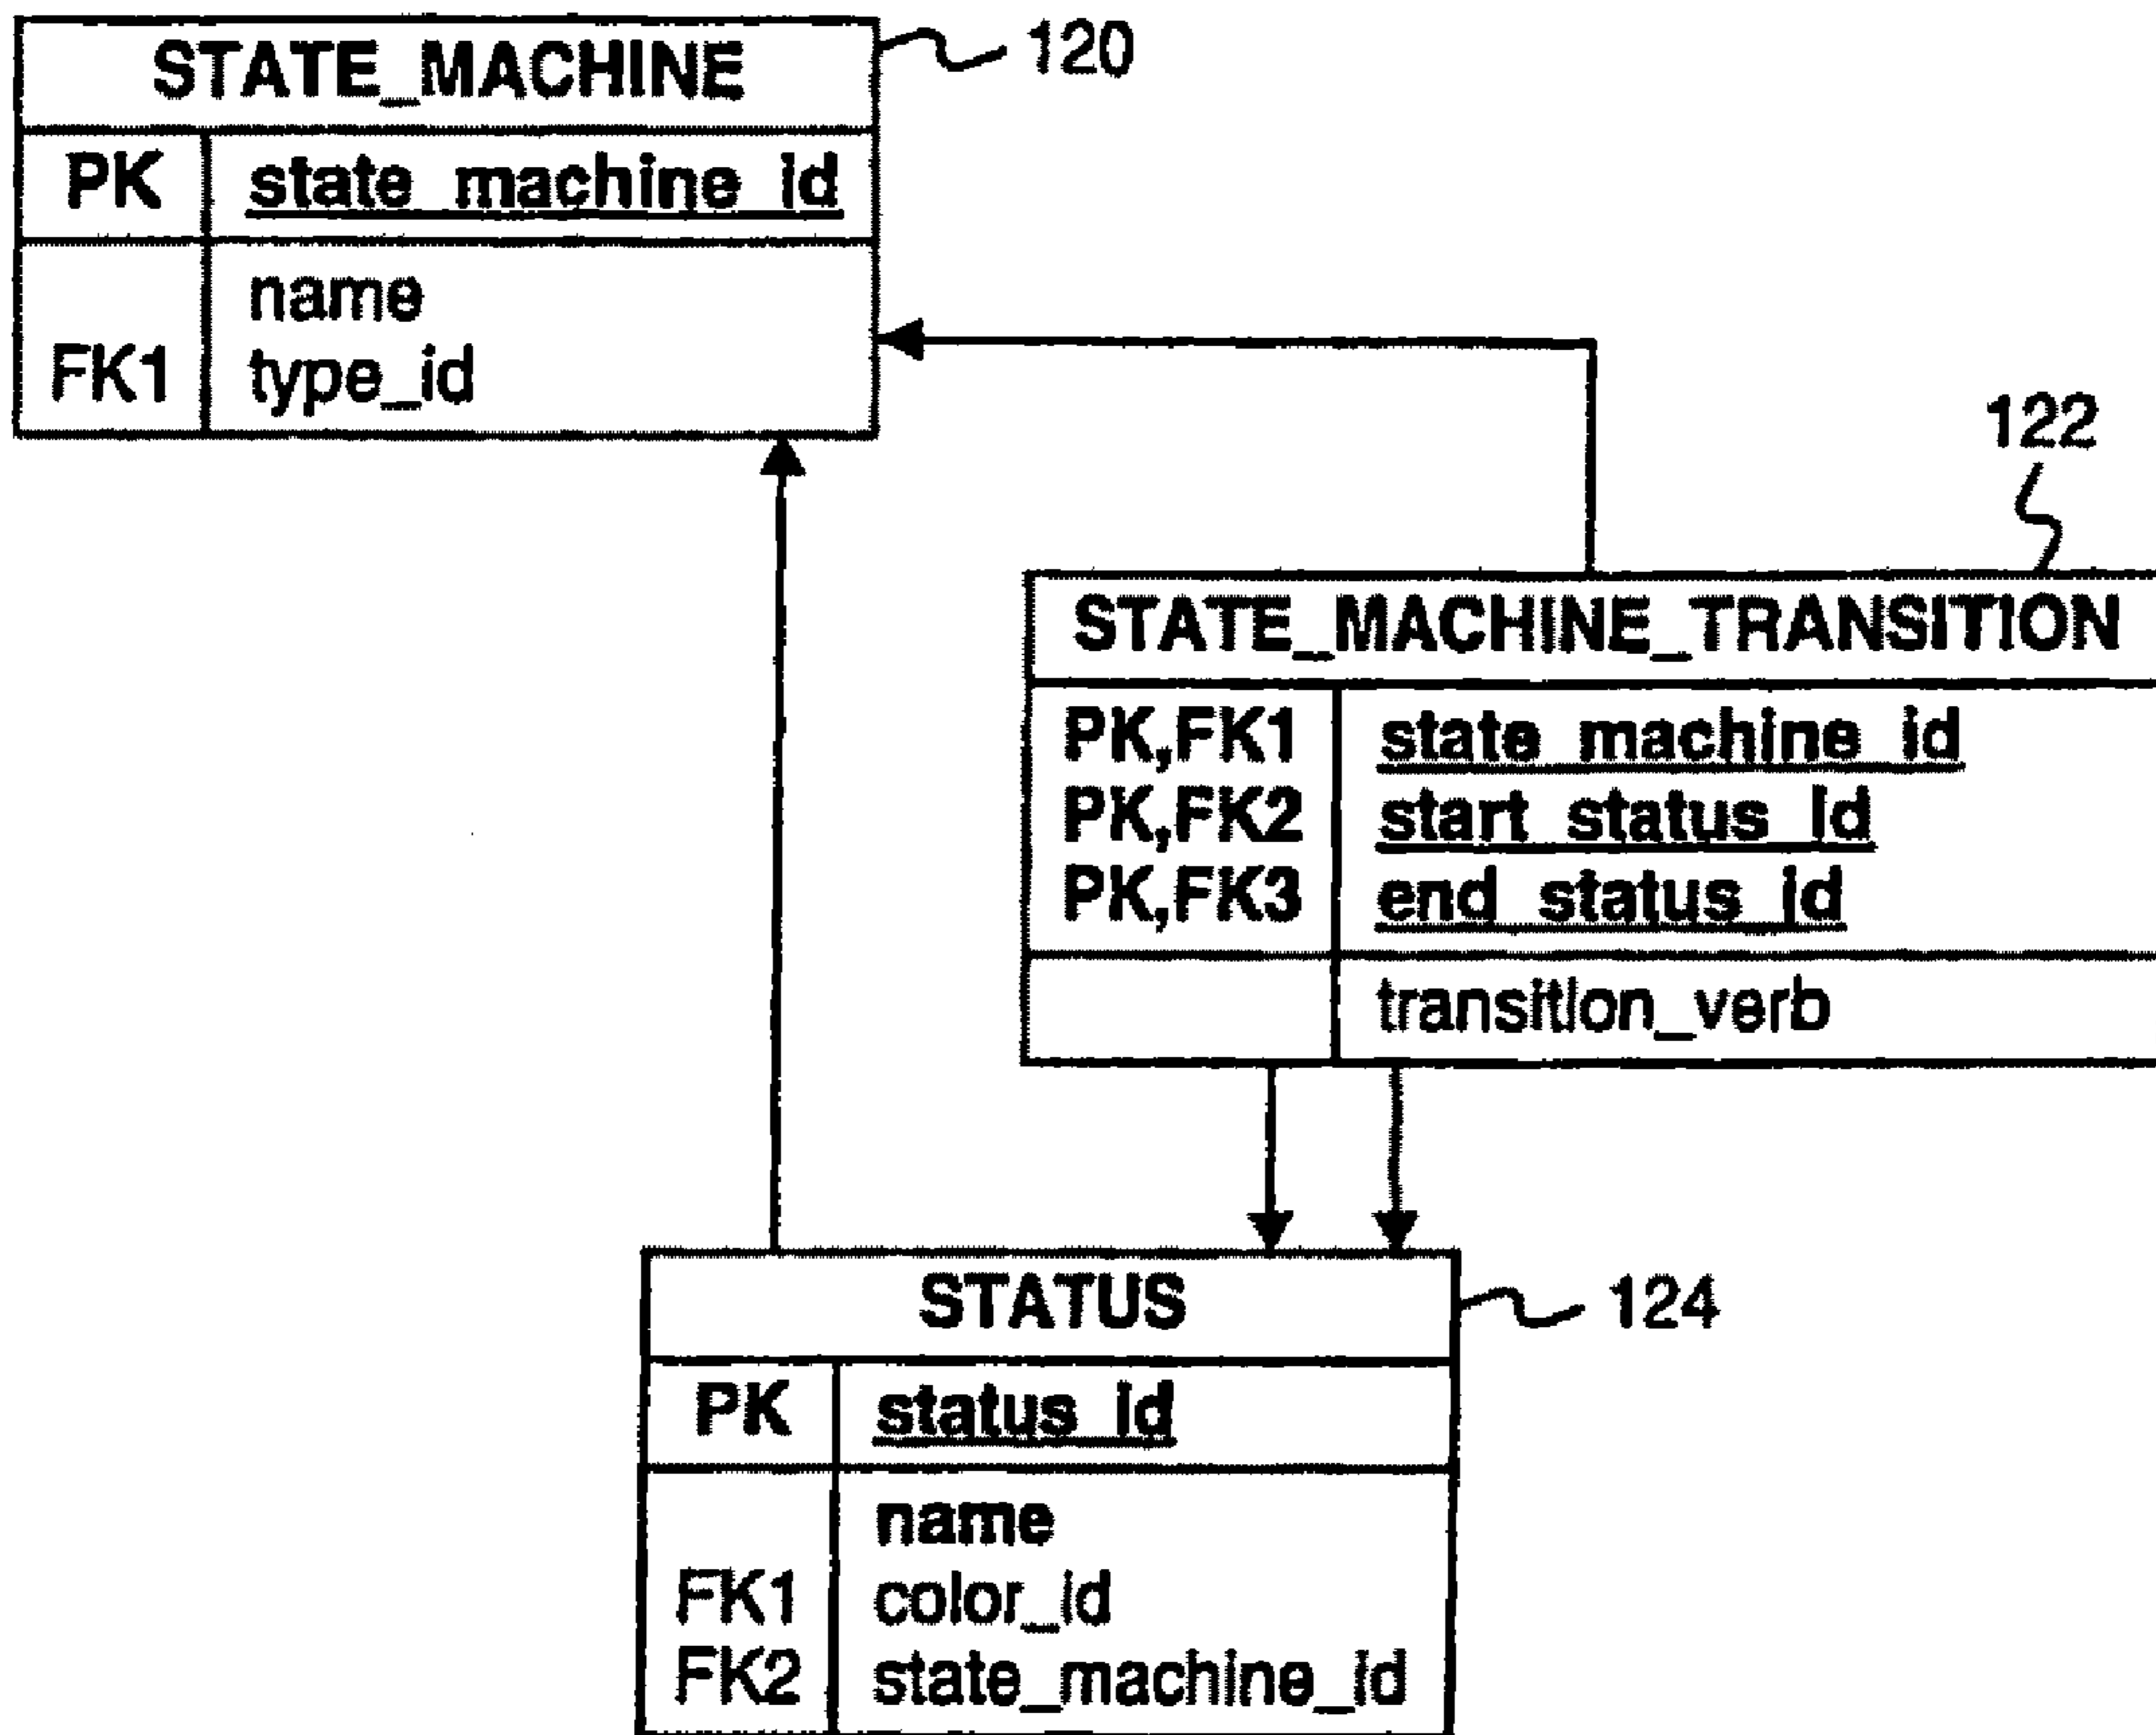 STATE_MACHINE
120
PK state_machine_id
name
FK1 type_id
122
STATE_MACHINE_TRANSITION
PK,FK1 state_machine_id
PK,FK2 start_status_id
PK,FK3 end_status_id
transition_verb
STATUS
124
PK status_id
name
FK1 color_id
FK2 state_machine_id